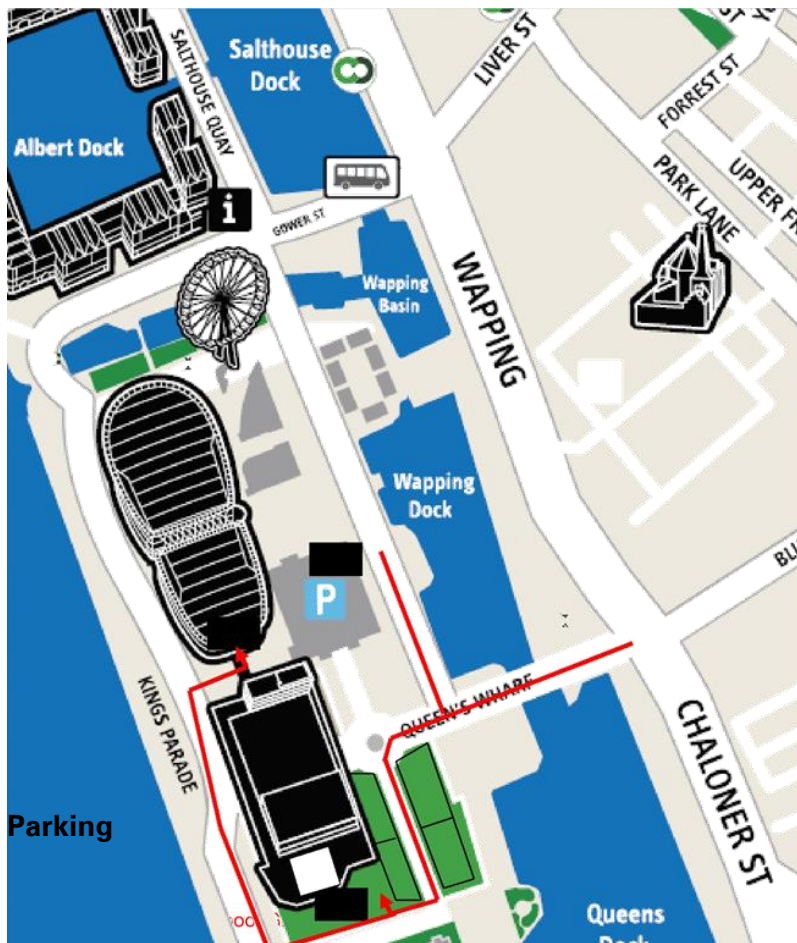 SALTHOUSE QUAY
Salthouse
Dock
LIVER ST
FORREST ST
Albert Dock
PARK LANE
i
GOWER ST
Wapping
Basin
WAPPING
Wapping
Dock
P
KINGS PARADE
QUEEN'S WHARF
CHALONER ST
Parking
Queens